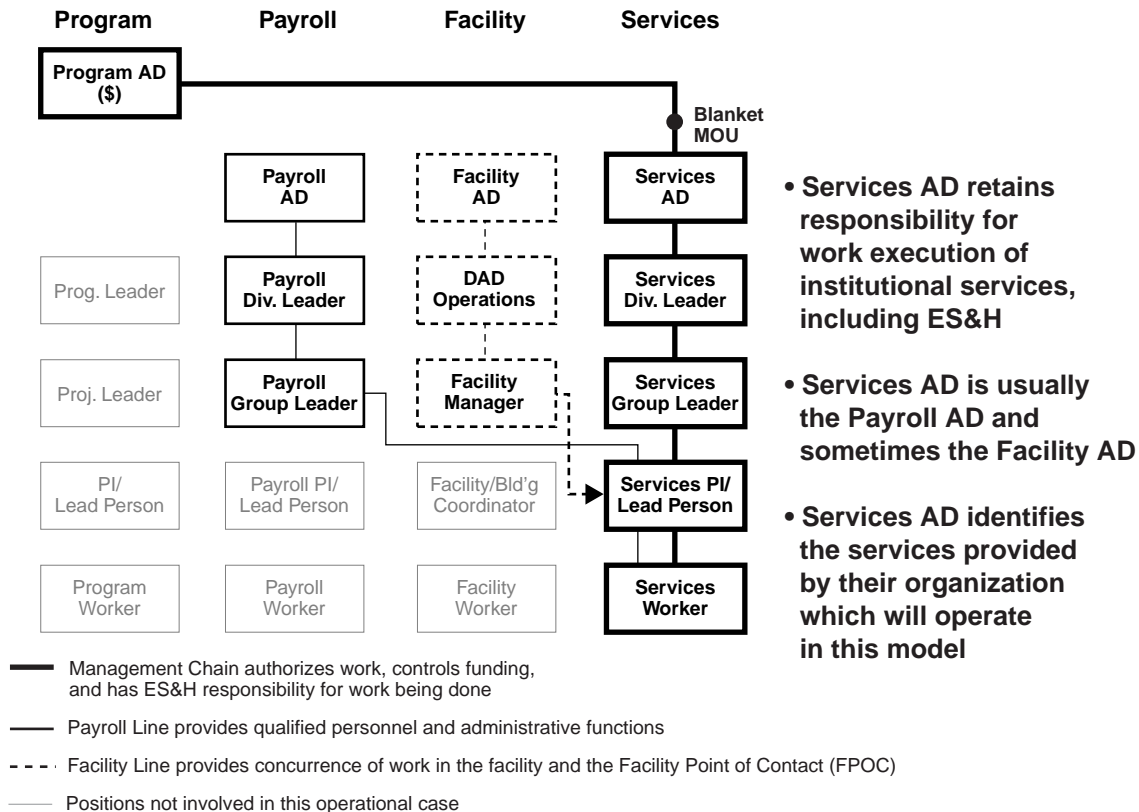 Program
Payroll
Facility
Services
Program AD
($)
Blanket
MOU
Payroll
AD
Facility
AD
Services
AD
Prog. Leader
Payroll
Div. Leader
DAD
Operations
Services
Div. Leader
Proj. Leader
Payroll
Group Leader
Facility
Manager
Services
Group Leader
PI/
Lead Person
Payroll PI/
Lead Person
Facility/Bld’g
Coordinator
Services PI/
Lead Person
Program
Worker
Payroll
Worker
Facility
Worker
Services
Worker
• Services AD retains
responsibility for
work execution of
institutional services,
including ES&H
• Services AD is usually
the Payroll AD and
sometimes the Facility AD
• Services AD identifies
the services provided
by their organization
which will operate
in this model
Management Chain authorizes work, controls funding,
and has ES&H responsibility for work being done
Payroll Line provides qualified personnel and administrative functions
Facility Line provides concurrence of work in the facility and the Facility Point of Contact (FPOC)
Positions not involved in this operational case